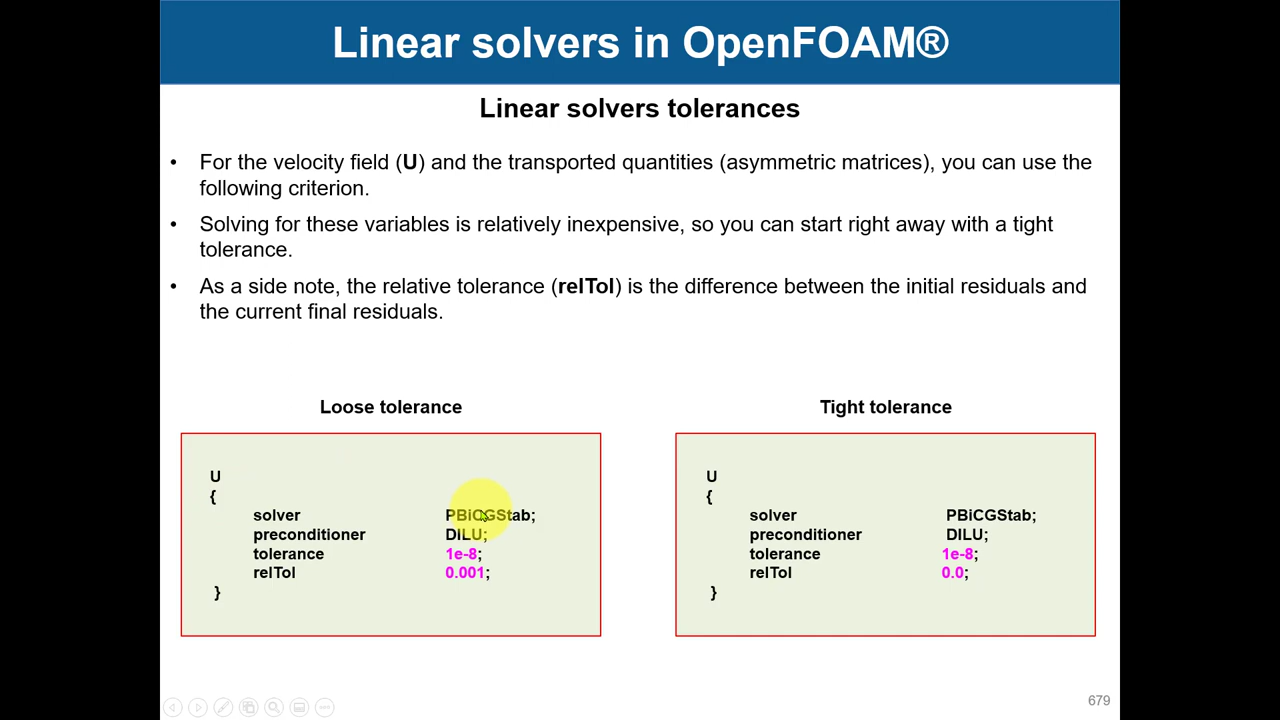 Linear solvers in OpenFOAM®
Linear solvers tolerances
• For the velocity field (U) and the transported quantities (asymmetric matrices), you can use the
following criterion.
• Solving for these variables is relatively inexpensive, so you can start right away with a tight
tolerance.
• As a side note, the relative tolerance (relTol) is the difference between the initial residuals and
the current final residuals.
Loose tolerance
U
{
solver PBiCGStab;
preconditioner DILU;
tolerance 1e-8;
relTol 0.001;
}
Tight tolerance
U
{
solver PBiCGStab;
preconditioner DILU;
tolerance 1e-8;
relTol 0.0;
}
679